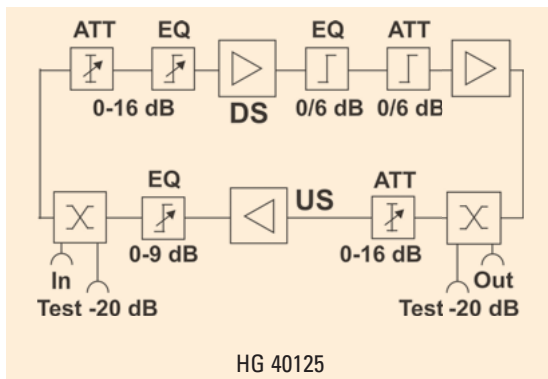 ATT EQ EQ ATT
0-16 dB DS 0/6 dB 0/6 dB
EQ US ATT
0-9 dB 0-16 dB
In Out
Test -20 dB Test -20 dB
HG 40125